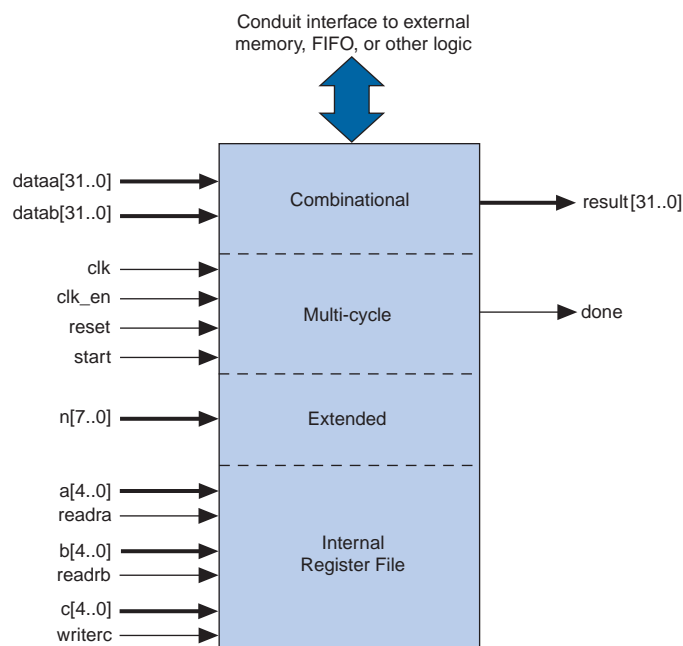 Conduit interface to external
memory, FIFO, or other logic
dataa[31..0]
datab[31..0]
Combinational
result[31..0]
clk
clk_en
reset
start
Multi-cycle
done
n[7..0]
Extended
a[4..0]
readra
b[4..0]
readrb
c[4..0]
writerc
Internal
Register File